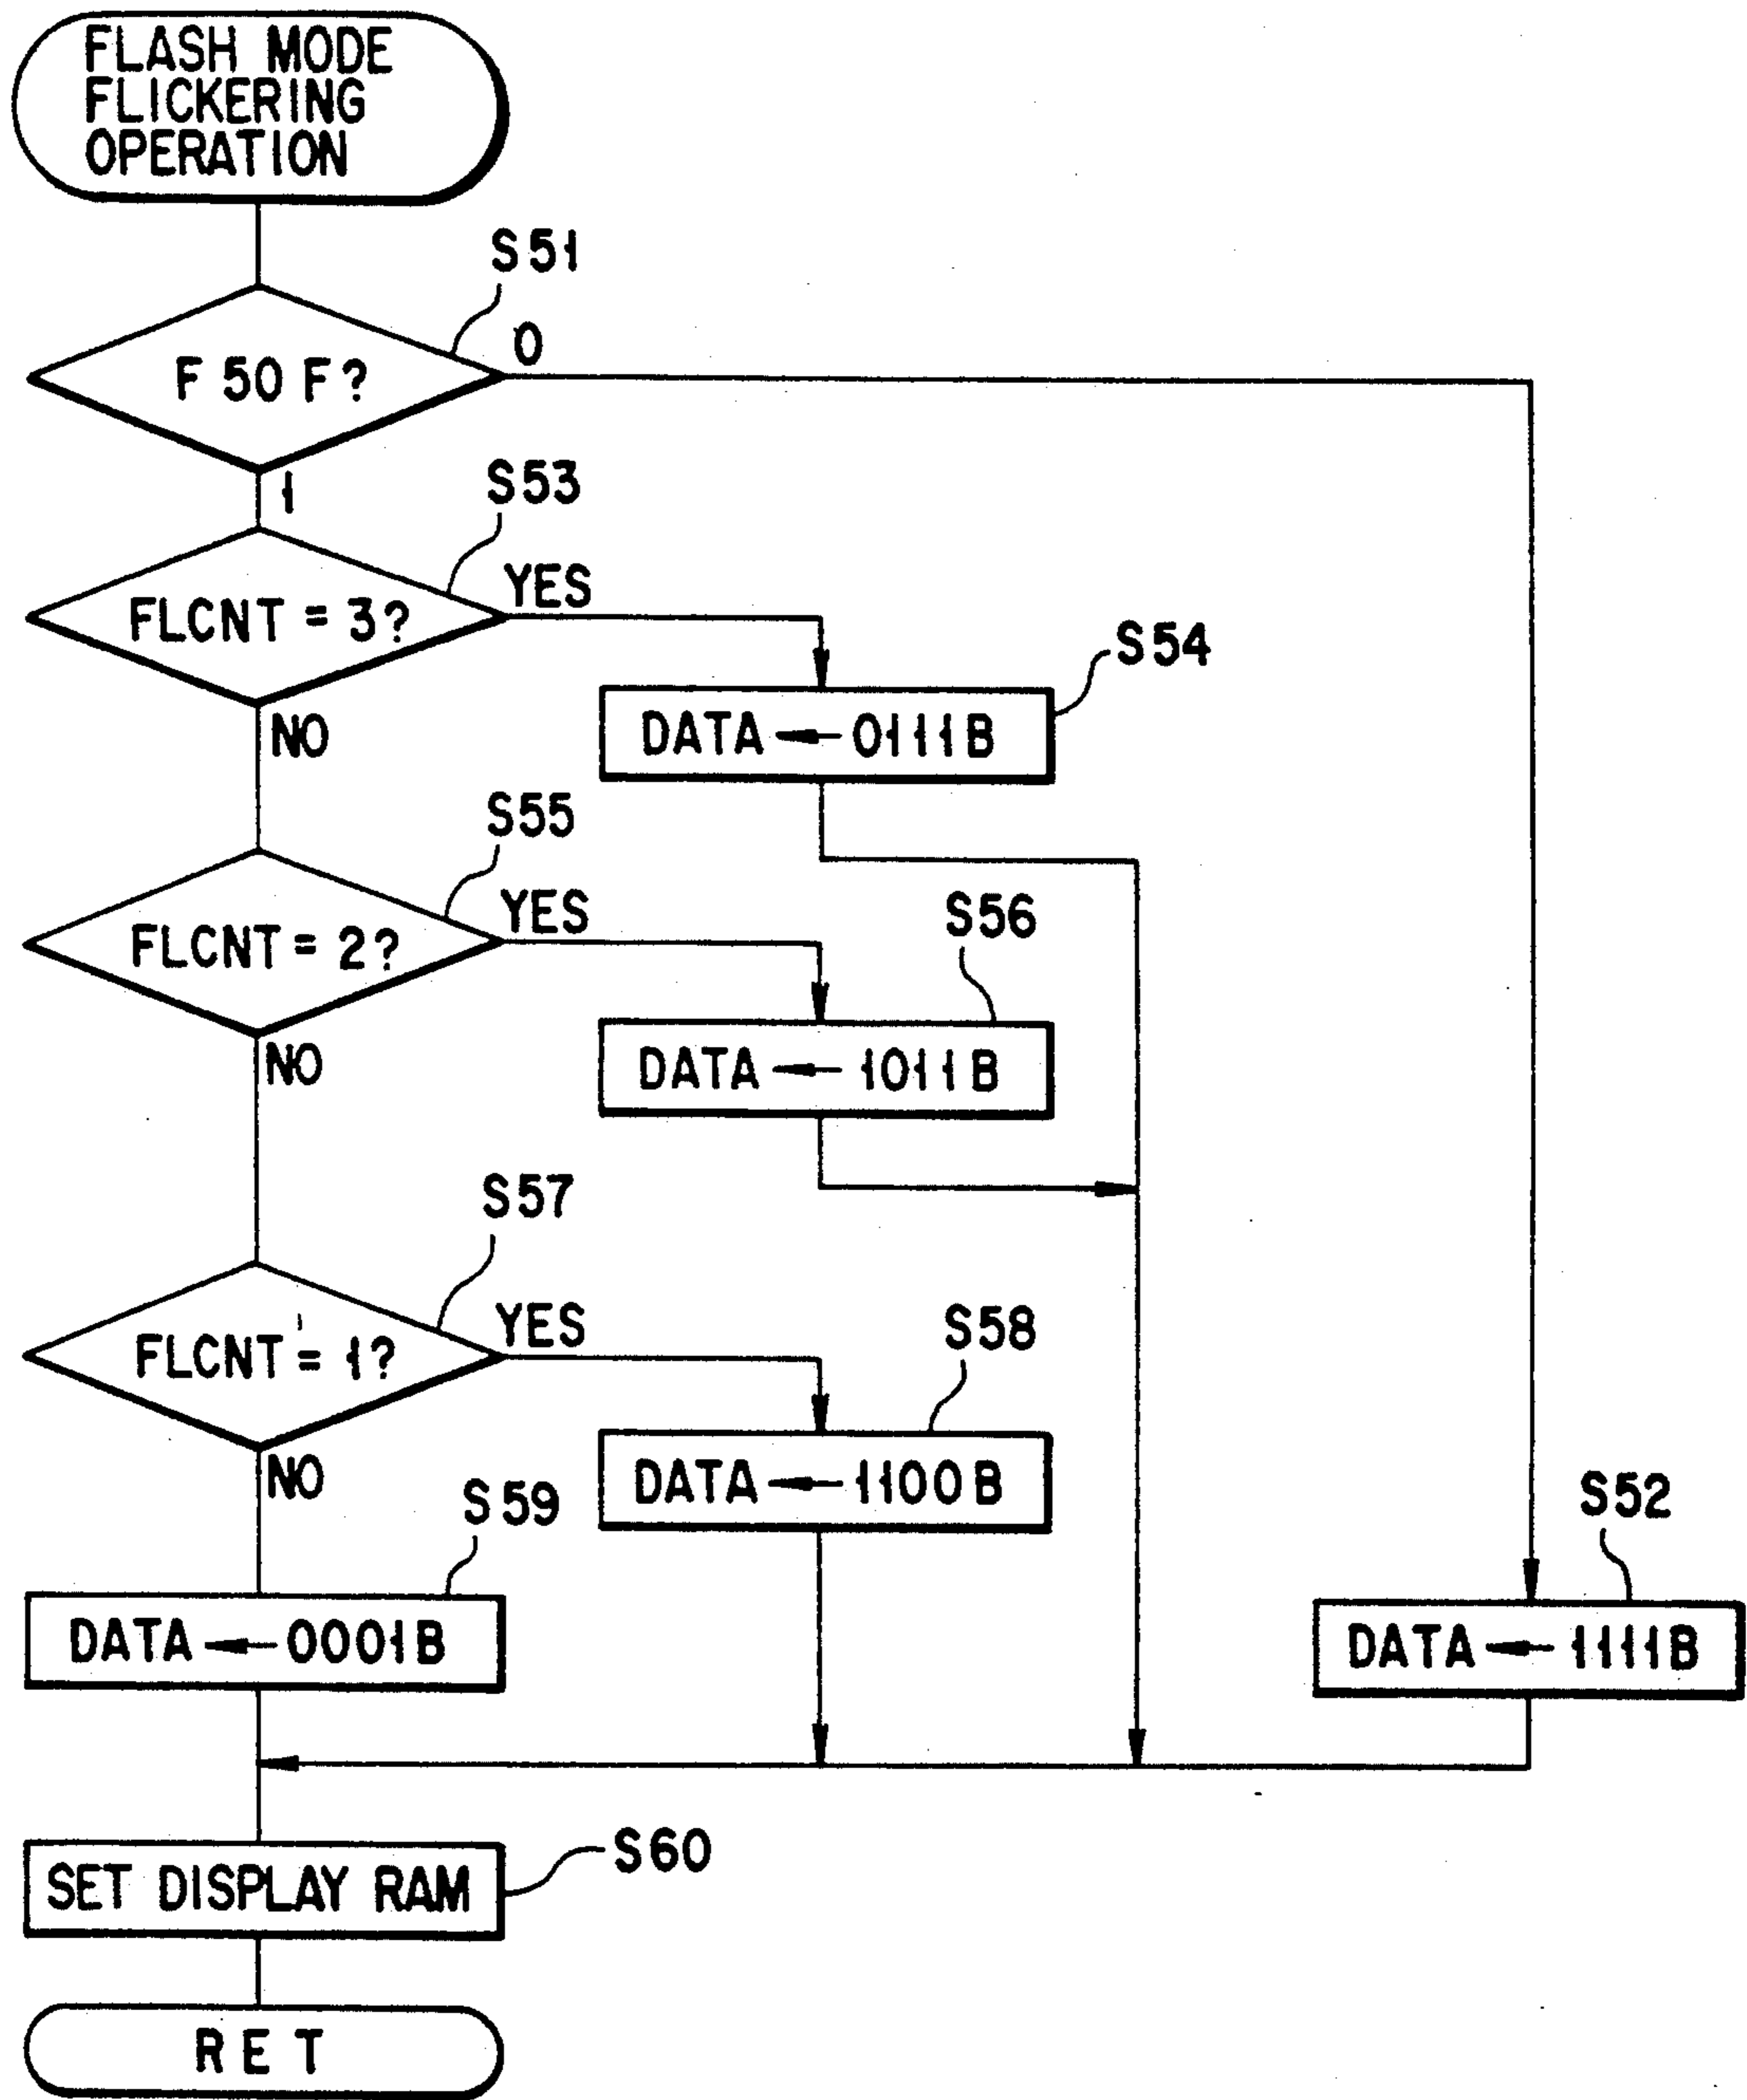 FLASH MODE
FLICKERING
OPERATION
S51
F50F?
0
1
S53
FLCNT = 3?
YES
NO
S54
DATA ← 0111B
S55
FLCNT = 2?
YES
NO
S56
DATA ← 1011B
S57
FLCNT = 1?
YES
NO
S58
DATA ← 1100B
S59
DATA ← 0001B
S52
DATA ← 1111B
SET DISPLAY RAM
S60
RET